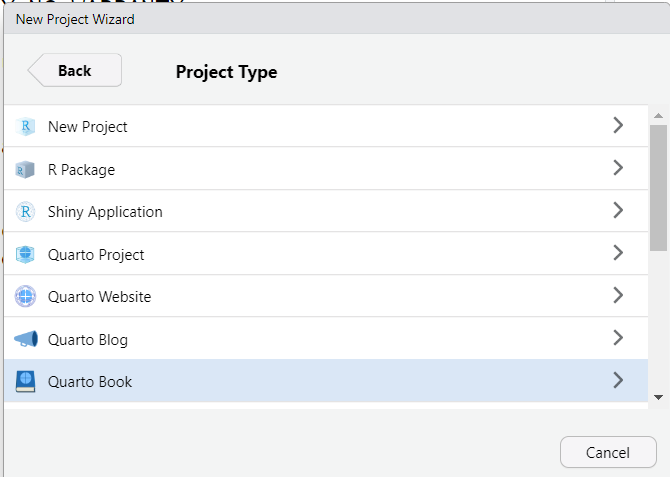 New Project Wizard
Back
Project Type
R New Project
R R Package
R Shiny Application
Quarto Project
Quarto Website
Quarto Blog
Quarto Book
Cancel